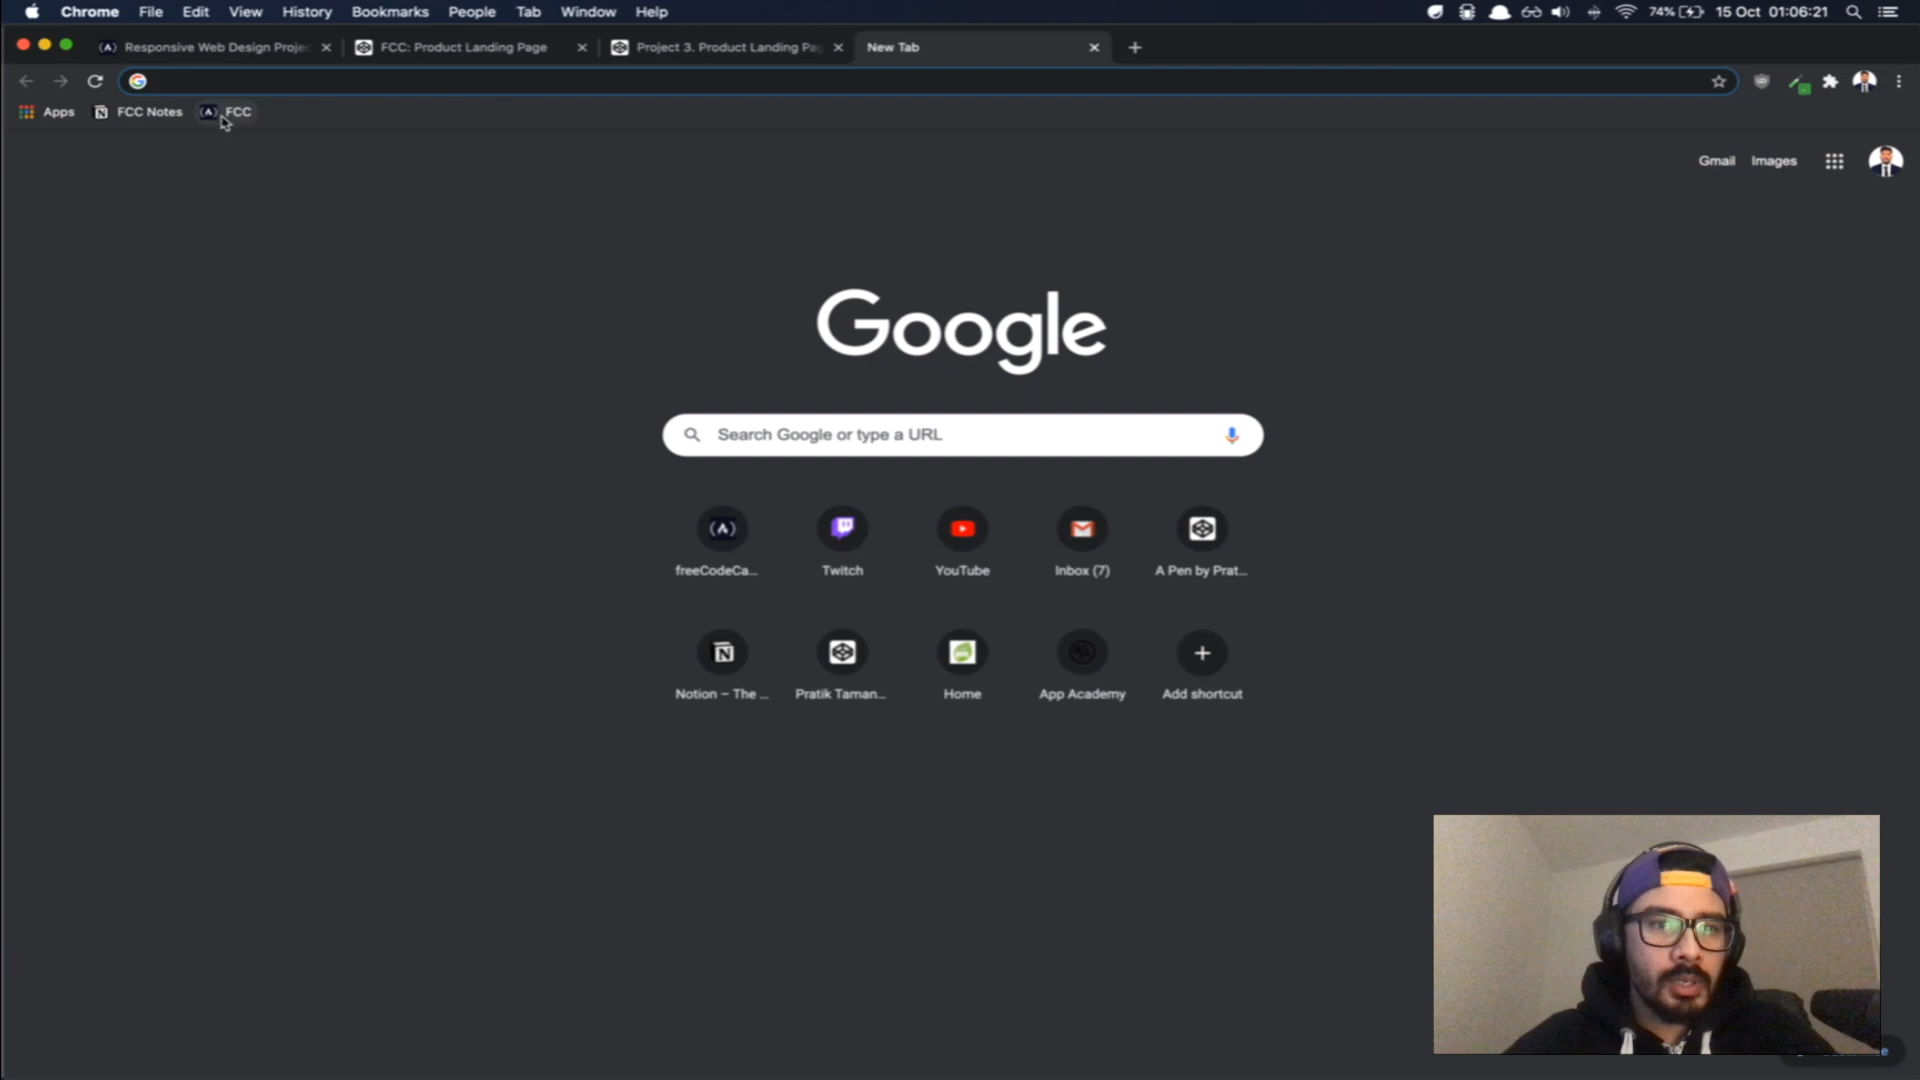 Chrome File Edit View History Bookmarks People Tab Window Help 74% 15 Oct 01:06:21
Responsive Web Design Projec FCC: Product Landing Page Project 3. Product Landing Pag New Tab
Apps FCC Notes FCC
Gmail Images
Google
Search Google or type a URL
freeCodeCa... Twitch YouTube Inbox (7) A Pen by Prat...
Notion – The ... Pratik Taman... Home App Academy Add shortcut